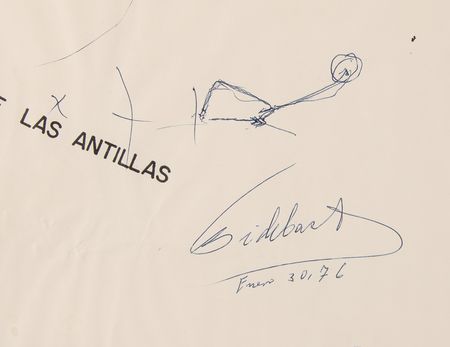 X
E LAS ANTILLAS
Enero 30, 76